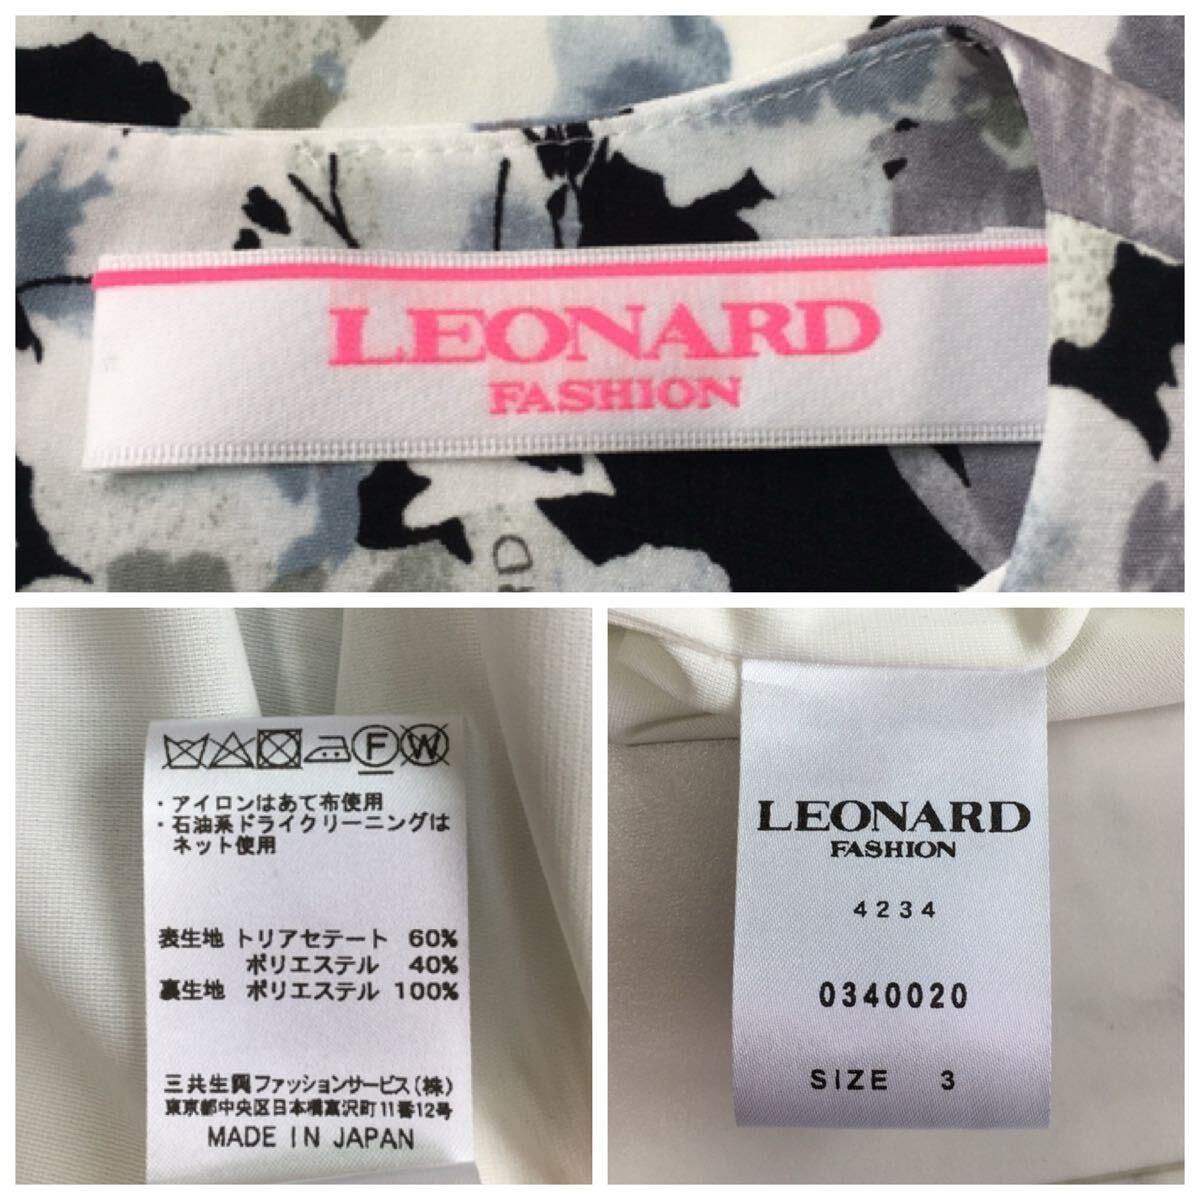 LEONARD
FASHION
RD
F W
・アイロンはあて布使用
・石油系ドライクリーニングは
ネット使用
表生地 トリアセテート 60%
ポリエステル 40%
裏生地 ポリエステル 100%
三共生興ファッションサービス(株)
東京都中央区日本橋富沢町11番12号
MADE IN JAPAN
LEONARD
FASHION
4234
0340020
SIZE 3